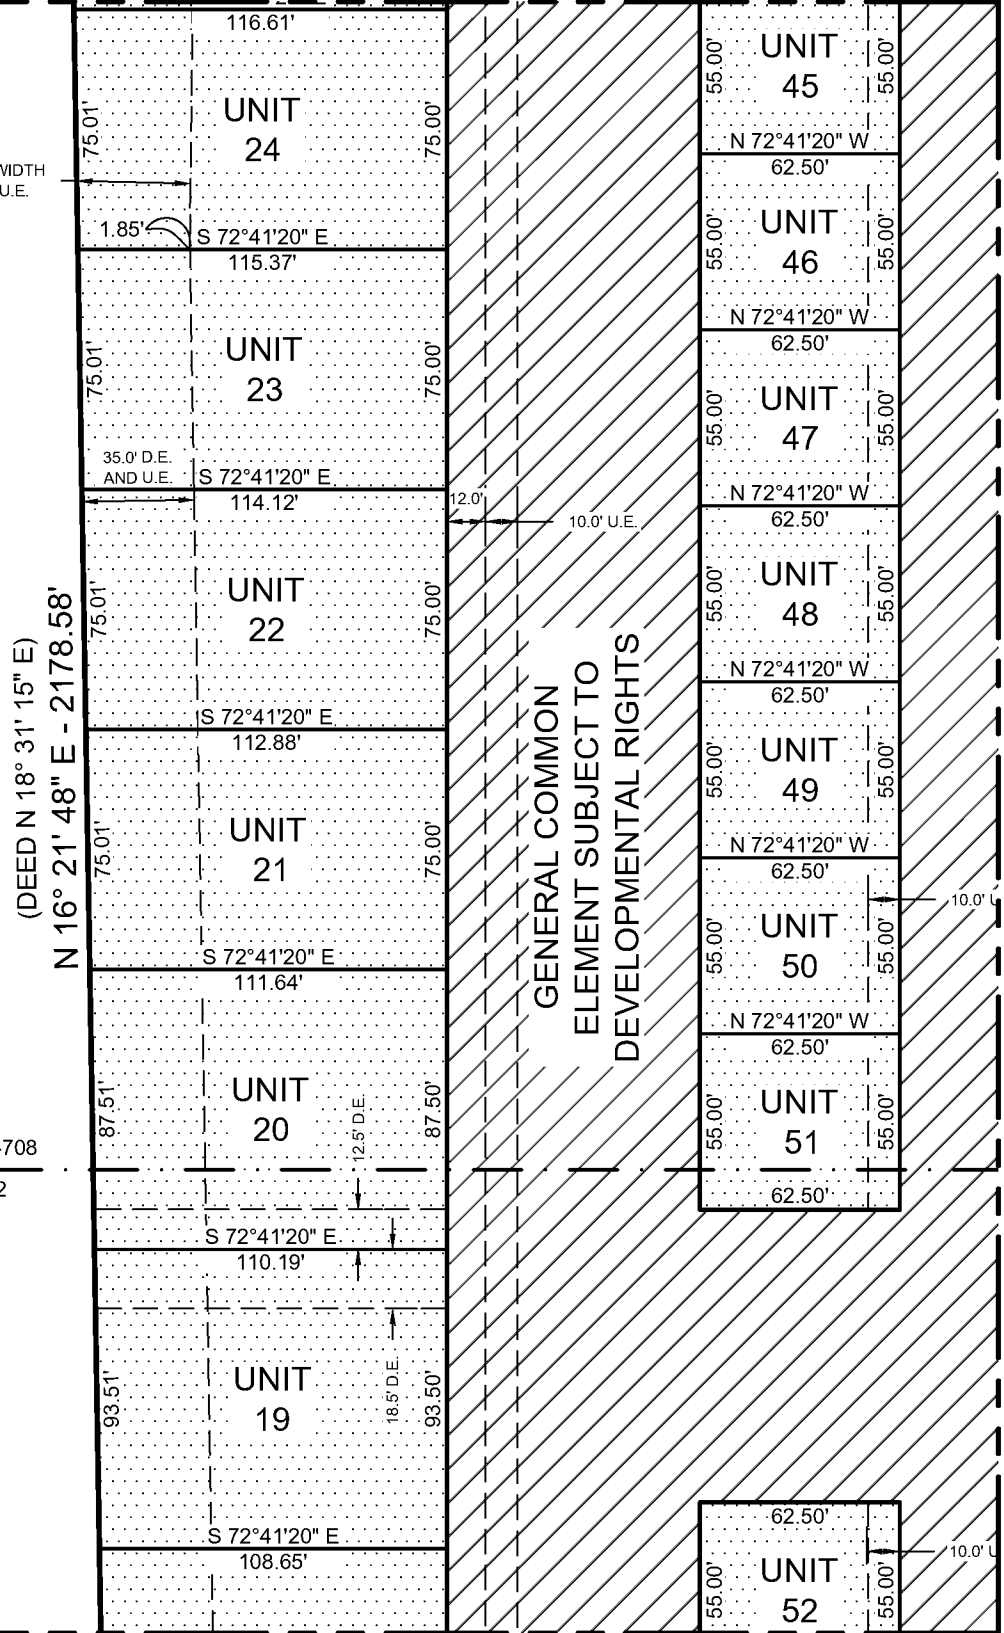 116.61'
UNIT
24
75.01'
75.00'
WIDTH
U.E.
1.85'
S 72°41'20" E
115.37'
UNIT
23
75.01'
75.00'
35.0' D.E.
AND U.E.
S 72°41'20" E
114.12'
12.0'
10.0' U.E.
UNIT
22
75.01'
75.00'
S 72°41'20" E
112.88'
(DEED N 18° 31' 15" E)
N 16° 21' 48" E - 2178.58'
UNIT
21
75.01'
75.00'
S 72°41'20" E
111.64'
UNIT
20
87.51'
87.50'
12.5' D.E.
708
2
S 72°41'20" E
110.19'
UNIT
19
93.51'
93.50'
18.5' D.E.
S 72°41'20" E
108.65'
GENERAL COMMON
ELEMENT SUBJECT TO
DEVELOPMENTAL RIGHTS
UNIT
45
55.00'
55.00'
N 72°41'20" W
62.50'
UNIT
46
55.00'
55.00'
N 72°41'20" W
62.50'
UNIT
47
55.00'
55.00'
N 72°41'20" W
62.50'
UNIT
48
55.00'
55.00'
N 72°41'20" W
62.50'
UNIT
49
55.00'
55.00'
N 72°41'20" W
62.50'
10.0' U
UNIT
50
55.00'
55.00'
N 72°41'20" W
62.50'
UNIT
51
55.00'
55.00'
62.50'
62.50'
10.0' U
UNIT
52
55.00'
55.00'